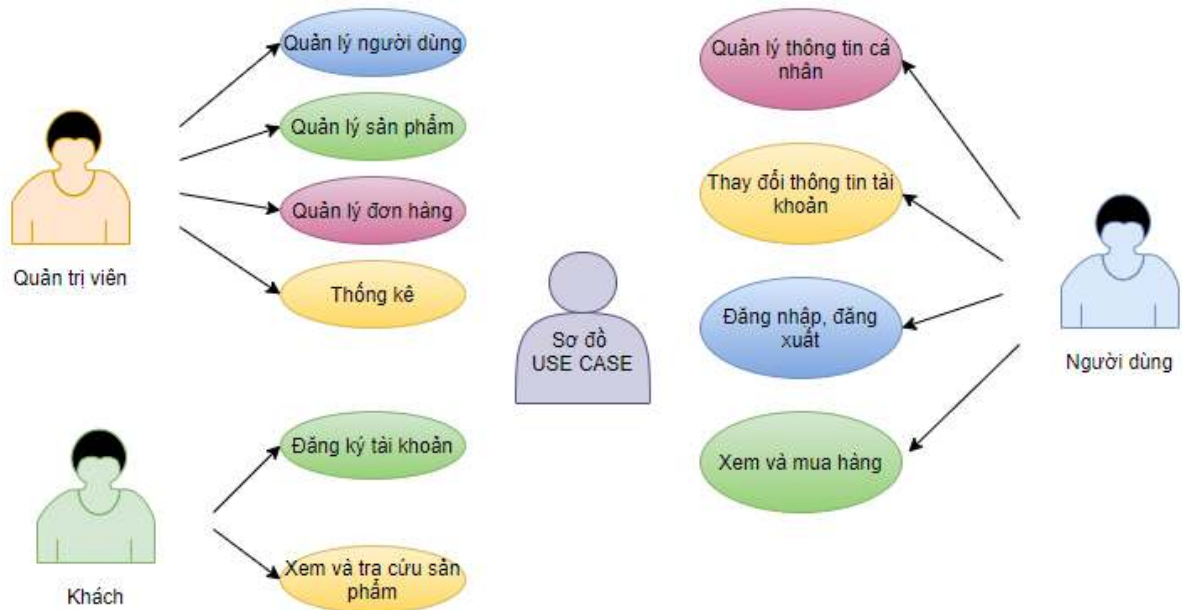 Quản lý người dùng
Quản lý sản phẩm
Quản lý đơn hàng
Thống kê
Quản trị viên
Đăng ký tài khoản
Xem và tra cứu sản
phẩm
Khách
Sơ đồ
USE CASE
Quản lý thông tin cá
nhân
Thay đổi thông tin tài
khoản
Đăng nhập, đăng
xuất
Xem và mua hàng
Người dùng